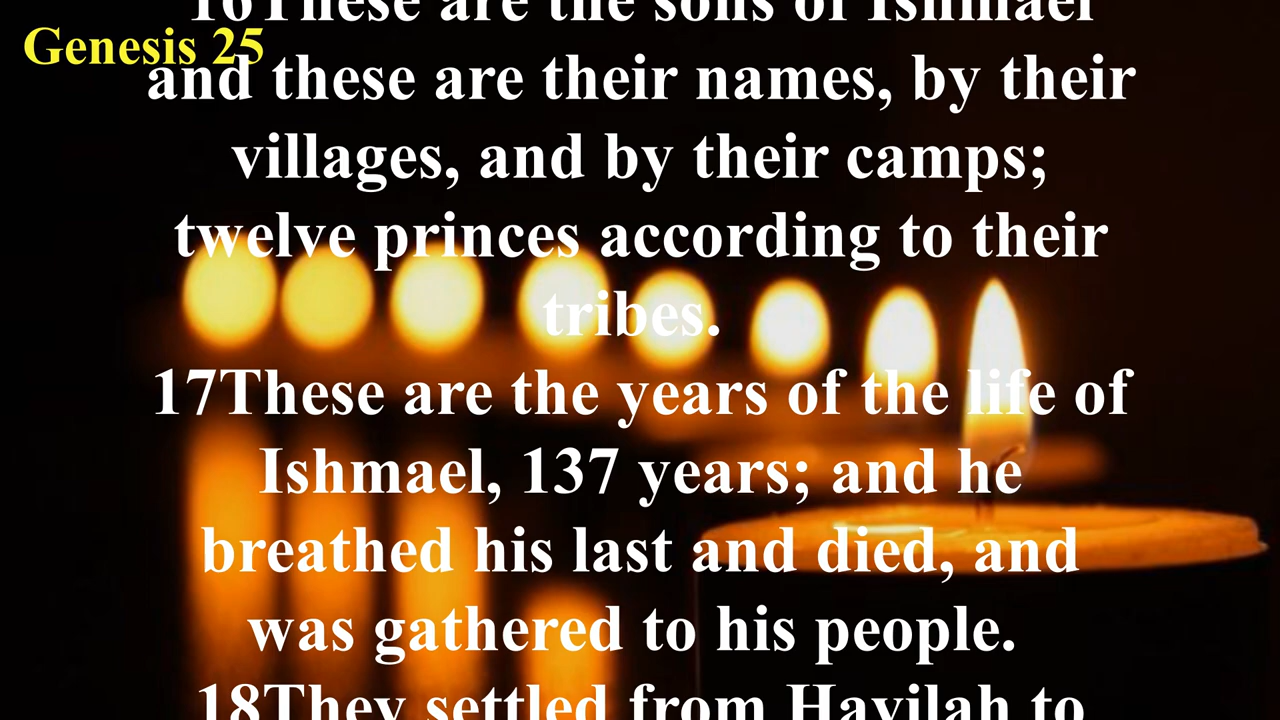 16These are the sons of Ishmael
Genesis 25
and these are their names, by their
villages, and by their camps;
twelve princes according to their
tribes.
17These are the years of the life of
Ishmael, 137 years; and he
breathed his last and died, and
was gathered to his people.
18They settled from Havilah to